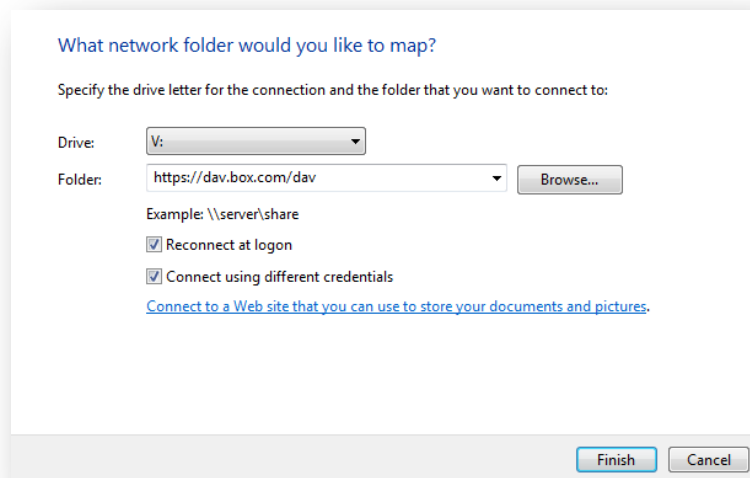 What network folder would you like to map?
Specify the drive letter for the connection and the folder that you want to connect to:
Drive: V:
Folder: https://dav.box.com/dav Browse...
Example: \\server\share
Reconnect at logon
Connect using different credentials
Connect to a Web site that you can use to store your documents and pictures.
Finish Cancel